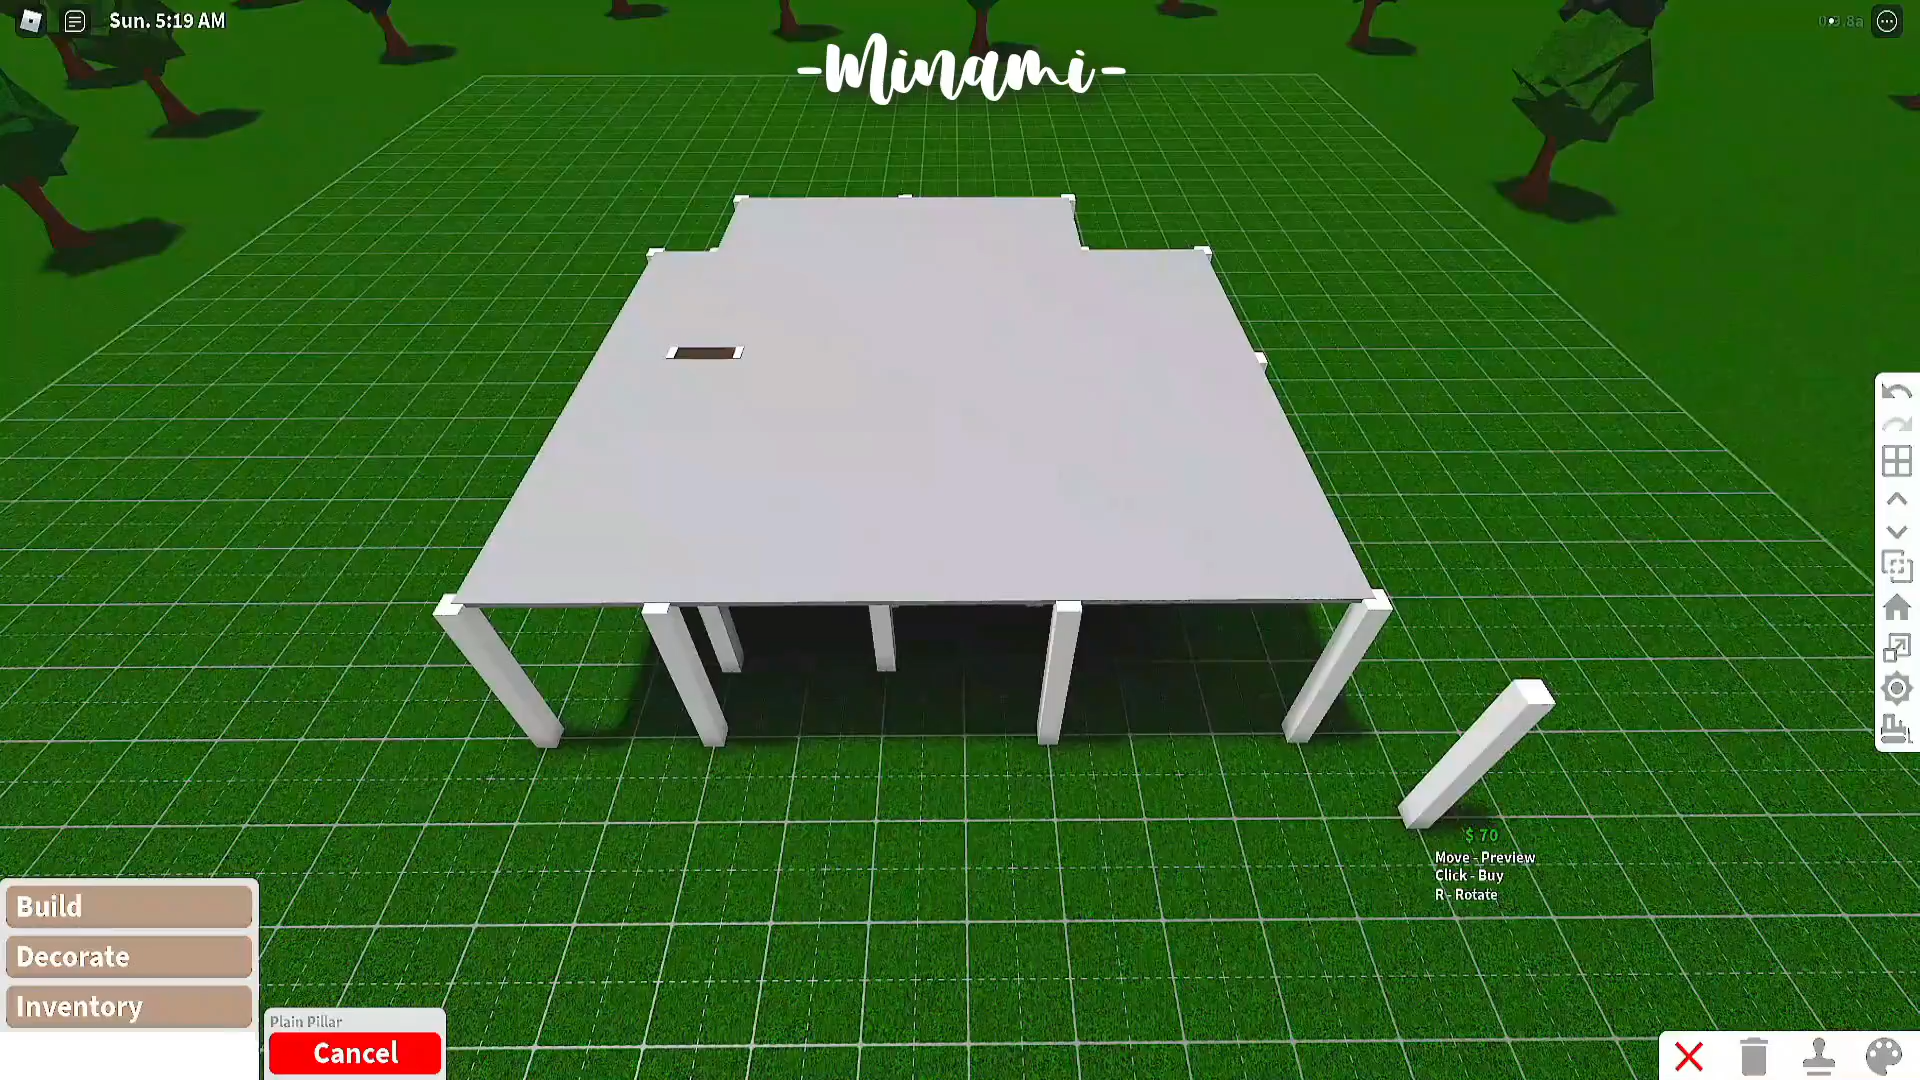 Sun. 5:19 AM
-Minami-
$ 70
Move - Preview
Click - Buy
R - Rotate
Build
Decorate
Inventory
Plain Pillar
Cancel